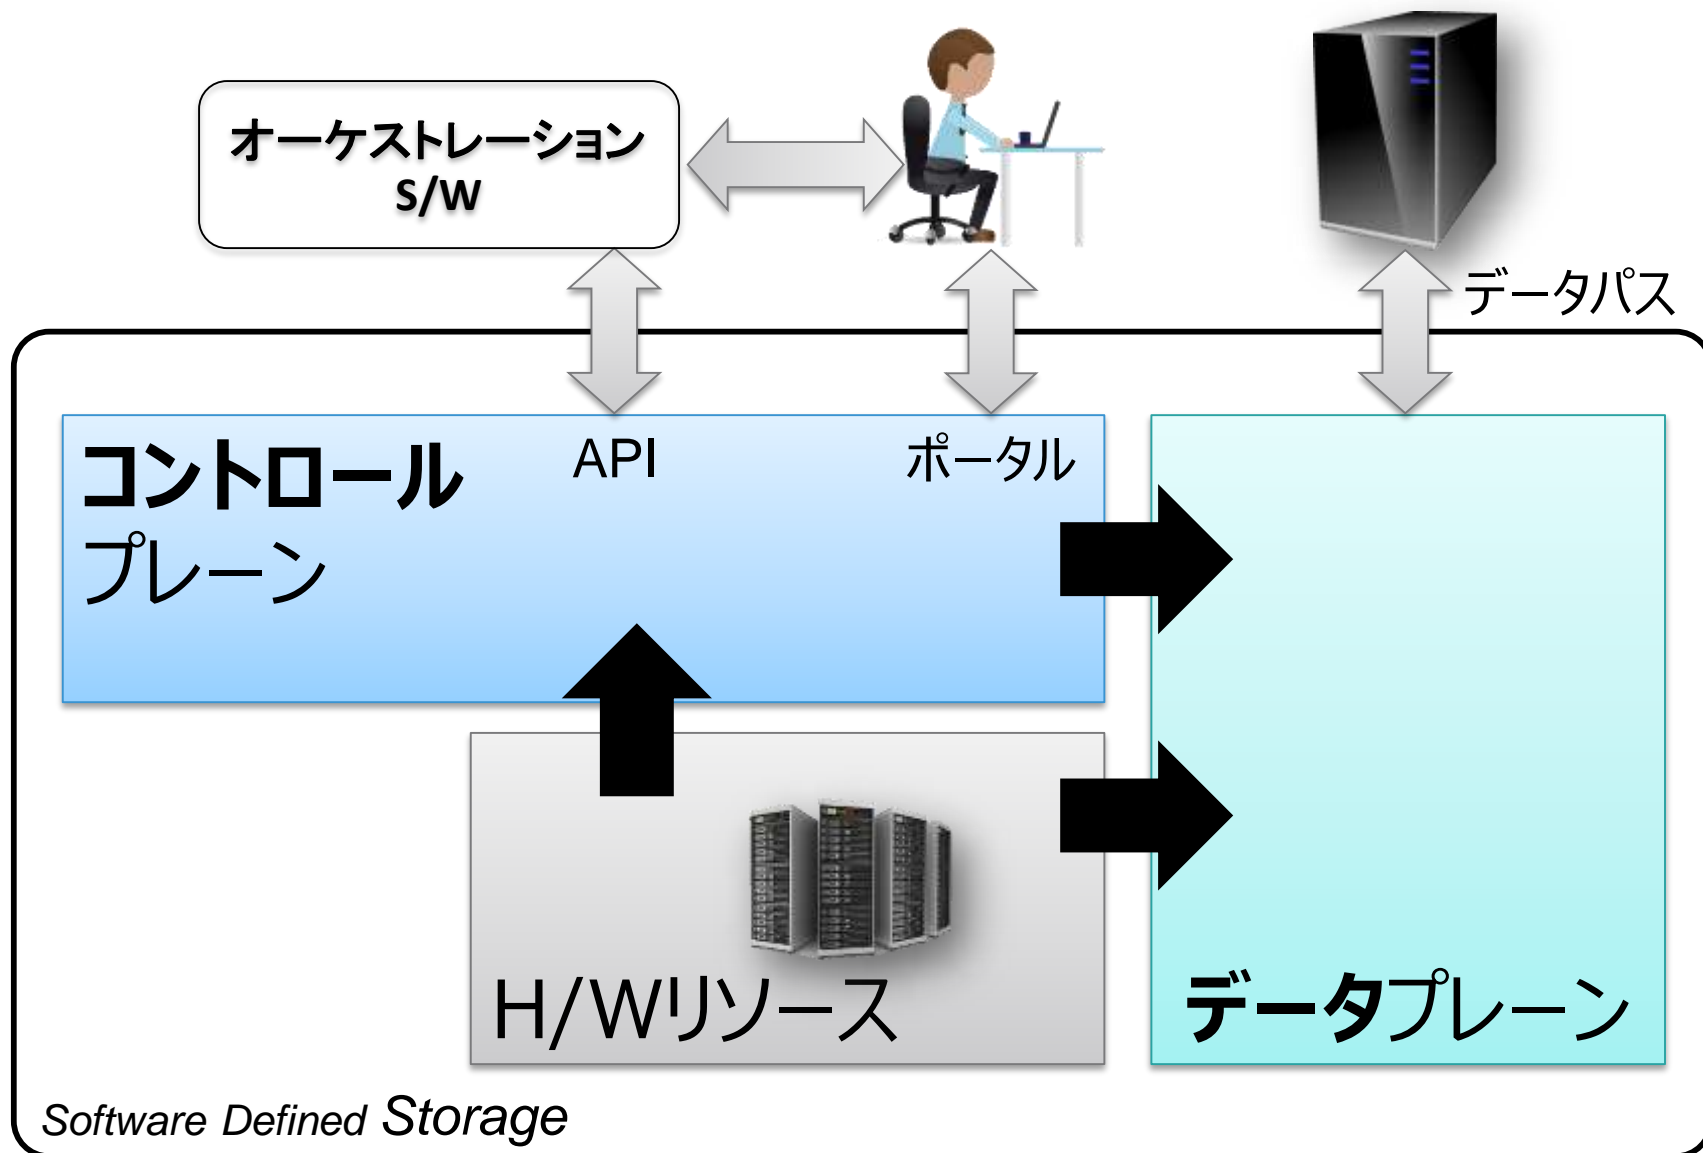 オーケストレーション
S/W
データパス
コントロール
プレーン
API
ポータル
H/Wリソース
データプレーン
Software Defined Storage